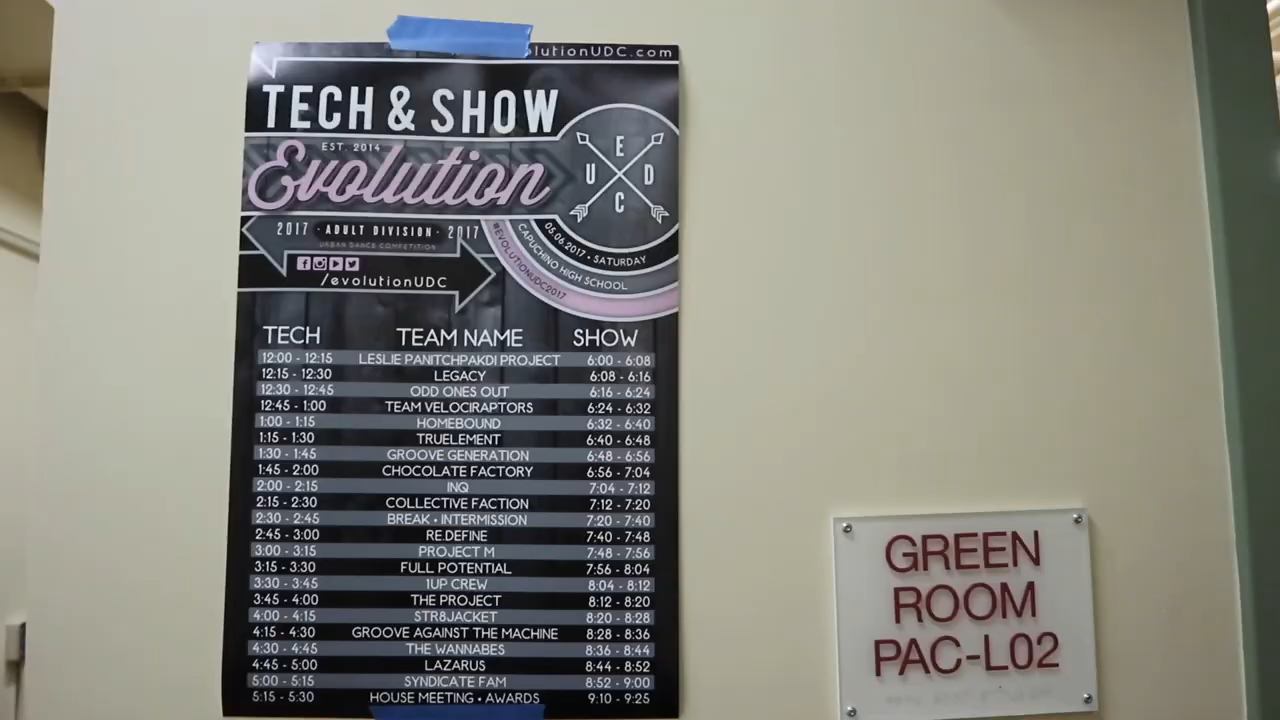 lutionUDC.com
TECH & SHOW
EST. 2014
Evolution
E
U D
C
2017 · ADULT DIVISION · 2017
URBAN DANCE COMPETITION
/evolutionUDC
05.06.2017 • SATURDAY
CAPUCHINO HIGH SCHOOL
#EVOLUTIONUDC2017
TECH TEAM NAME SHOW
12:00 - 12:15 LESLIE PANITCHPAKDI PROJECT 6:00 - 6:08
12:15 - 12:30 LEGACY 6:08 - 6:16
12:30 - 12:45 ODD ONES OUT 6:16 - 6:24
12:45 - 1:00 TEAM VELOCIRAPTORS 6:24 - 6:32
1:00 - 1:15 HOMEBOUND 6:32 - 6:40
1:15 - 1:30 TRUELEMENT 6:40 - 6:48
1:30 - 1:45 GROOVE GENERATION 6:48 - 6:56
1:45 - 2:00 CHOCOLATE FACTORY 6:56 - 7:04
2:00 - 2:15 INQ 7:04 - 7:12
2:15 - 2:30 COLLECTIVE FACTION 7:12 - 7:20
2:30 - 2:45 BREAK • INTERMISSION 7:20 - 7:40
2:45 - 3:00 RE.DEFINE 7:40 - 7:48
3:00 - 3:15 PROJECT M 7:48 - 7:56
3:15 - 3:30 FULL POTENTIAL 7:56 - 8:04
3:30 - 3:45 1UP CREW 8:04 - 8:12
3:45 - 4:00 THE PROJECT 8:12 - 8:20
4:00 - 4:15 STR8JACKET 8:20 - 8:28
4:15 - 4:30 GROOVE AGAINST THE MACHINE 8:28 - 8:36
4:30 - 4:45 THE WANNABES 8:36 - 8:44
4:45 - 5:00 LAZARUS 8:44 - 8:52
5:00 - 5:15 SYNDICATE FAM 8:52 - 9:00
5:15 - 5:30 HOUSE MEETING • AWARDS 9:10 - 9:25
GREEN
ROOM
PAC-L02